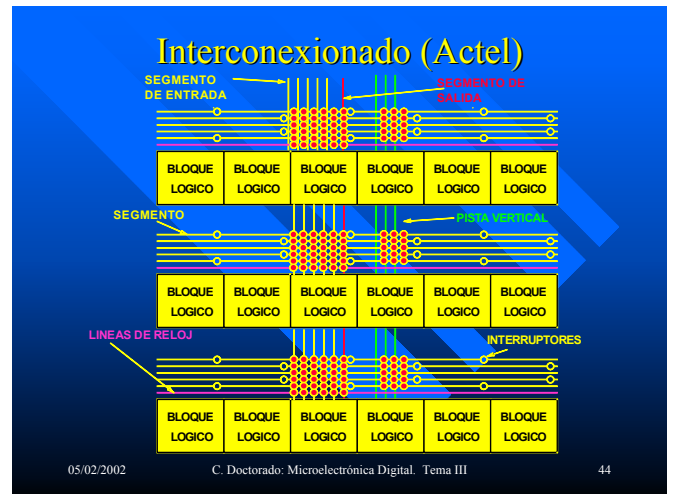 Interconexionado (Actel)
SEGMENTO
DE ENTRADA
SEGMENTO DE
SALIDA
BLOQUE BLOQUE BLOQUE BLOQUE BLOQUE BLOQUE
LOGICO LOGICO LOGICO LOGICO LOGICO LOGICO
SEGMENTO
PISTA VERTICAL
BLOQUE BLOQUE BLOQUE BLOQUE BLOQUE BLOQUE
LOGICO LOGICO LOGICO LOGICO LOGICO LOGICO
LINEAS DE RELOJ
INTERRUPTORES
BLOQUE BLOQUE BLOQUE BLOQUE BLOQUE BLOQUE
LOGICO LOGICO LOGICO LOGICO LOGICO LOGICO
05/02/2002 C. Doctorado: Microelectrónica Digital. Tema III 44